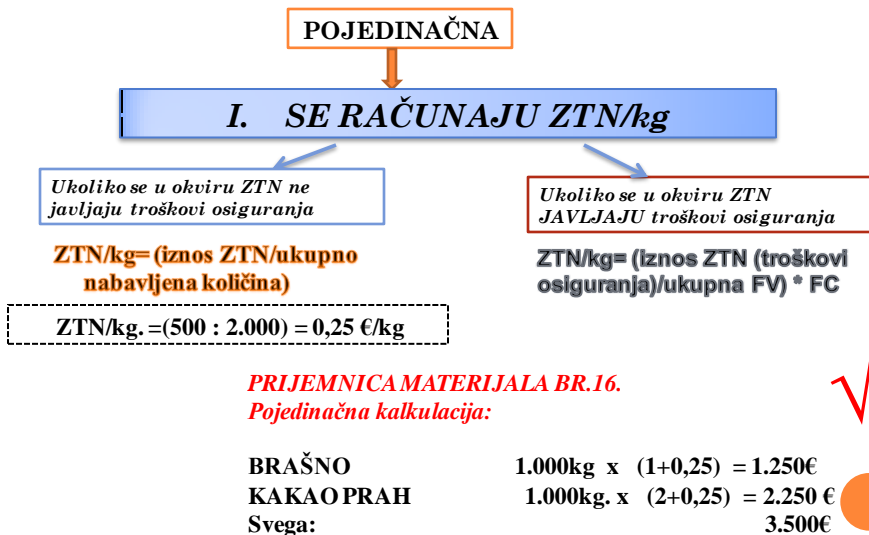 POJEDINAČNA
I. SE RAČUNAJU ZTN/kg
Ukoliko se u okviru ZTN ne
javljaju troškovi osiguranja
ZTN/kg= (iznos ZTN/ukupno
nabavljena količina)
ZTN/kg. =(500 : 2.000) = 0,25 €/kg
Ukoliko se u okviru ZTN
JAVLJAJU troškovi osiguranja
ZTN/kg= (iznos ZTN (troškovi
osiguranja)/ukupna FV) * FC
PRIJEMNICA MATERIJALA BR.16.
Pojedinačna kalkulacija:
BRAŠNO 1.000kg x (1+0,25) = 1.250€
KAKAO PRAH 1.000kg. x (2+0,25) = 2.250 €
Svega: 3.500€